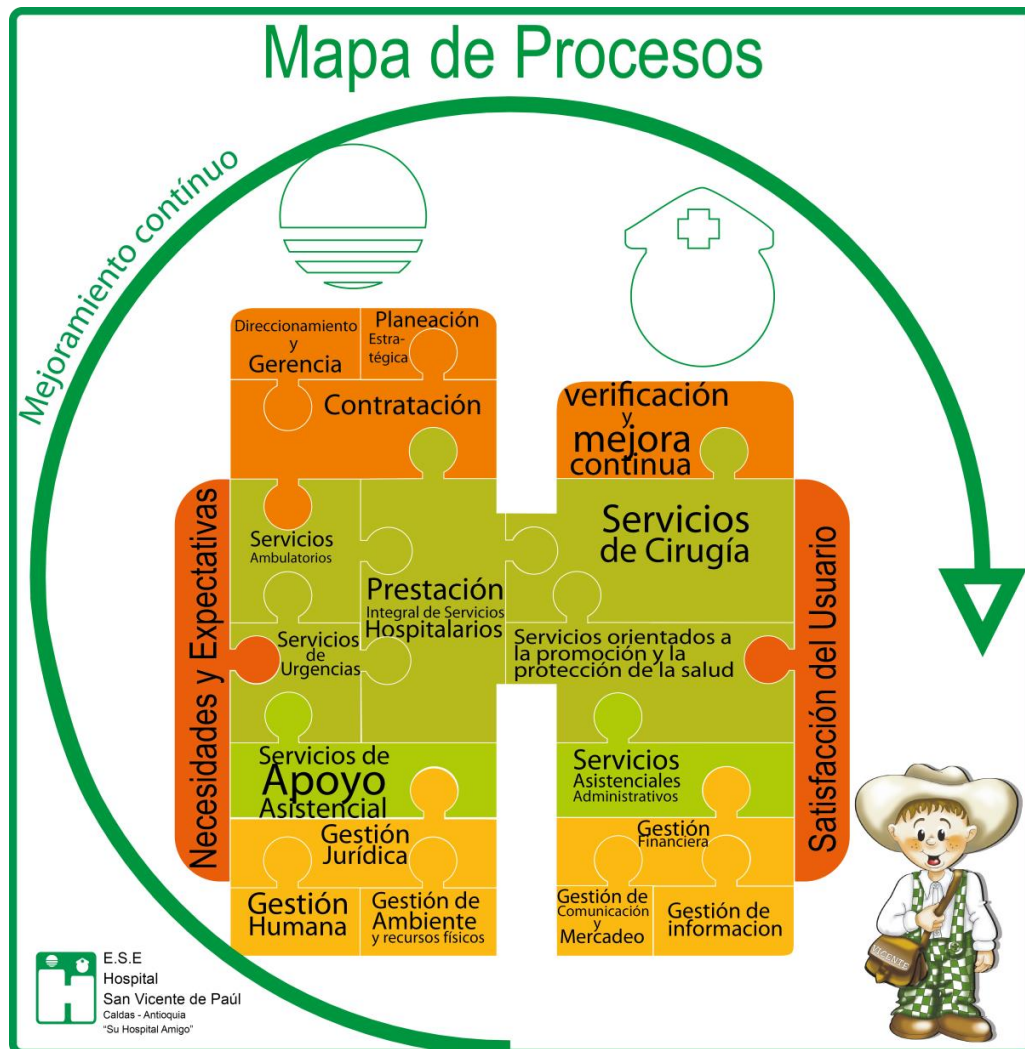 Mapa de Procesos
Mejoramiento contínuo
Direccionamiento
y
Gerencia
Planeación
Estra-
tégica
Contratación
verificación
y
mejora
continua
Necesidades y Expectativas
Servicios
Ambulatorios
Prestación
Integral de Servicios
Hospitalarios
Servicios
de Cirugía
Servicios
de
Urgencias
Servicios orientados a
la promoción y la
protección de la salud
Satisfacción del Usuario
Servicios de
Apoyo
Asistencial
Servicios
Asistenciales
Administrativos
Gestión
Jurídica
Gestión
Financiera
Gestión
Humana
Gestión de
Ambiente
y recursos físicos
Gestión de
Comunicación
y
Mercadeo
Gestión de
informacion
VICENTE
E.S.E
Hospital
San Vicente de Paúl
Caldas - Antioquia
"Su Hospital Amigo"